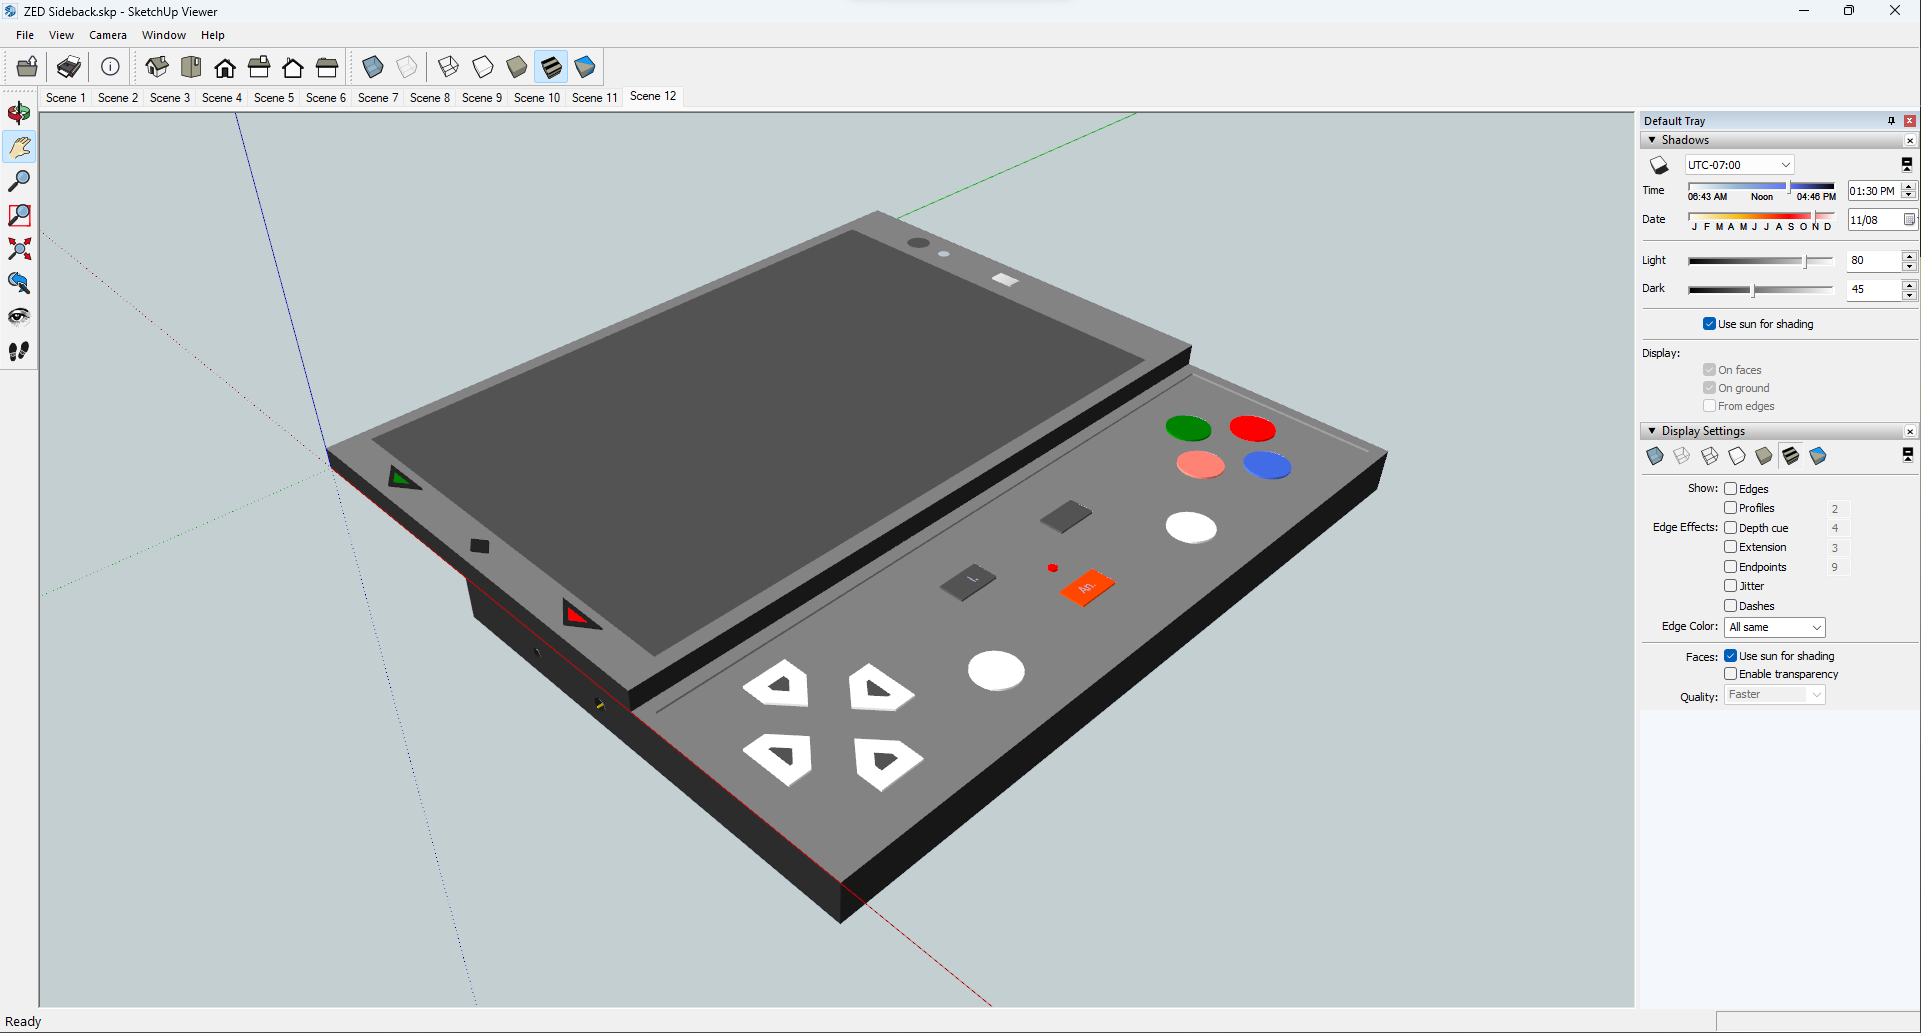 ZED Sideback.skp - SketchUp Viewer
File View Camera Window Help
Scene 1 Scene 2 Scene 3 Scene 4 Scene 5 Scene 6 Scene 7 Scene 8 Scene 9 Scene 10 Scene 11 Scene 12
Default Tray
Shadows
UTC-07:00
Time 06:43 AM Noon 04:46 PM 01:30 PM
Date J F M A M J J A S O N D 11/08
Light 80
Dark 45
Use sun for shading
Display:
On faces
On ground
From edges
Display Settings
Show: Edges
Profiles 2
Edge Effects: Depth cue 4
Extension 3
Endpoints 9
Jitter
Dashes
Edge Color: All same
Faces: Use sun for shading
Enable transparency
Quality: Faster
An.
Ready